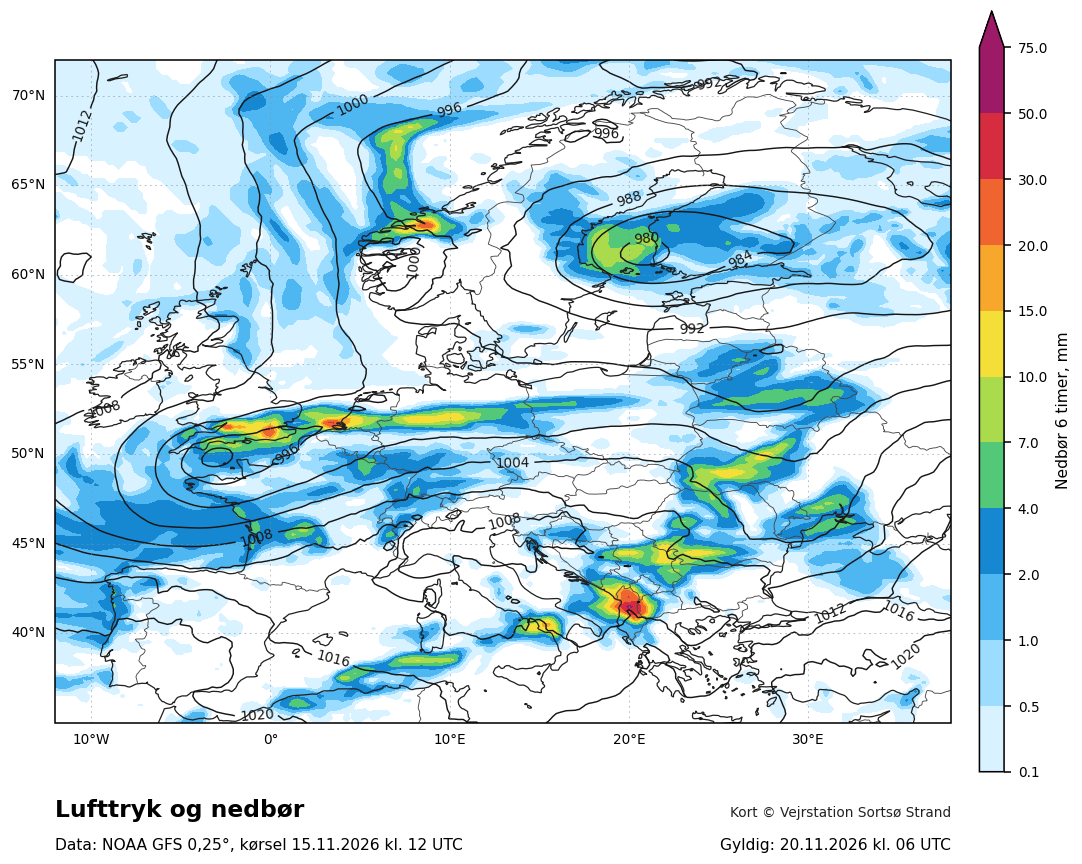 1012
1000
996
992
996
70°N
65°N
60°N
55°N
50°N
45°N
40°N
988
980
984
1000
992
1008
996
1004
1008
1008
1012
1016
1016
1020
1020
10°W
0°
10°E
20°E
30°E
75.0
50.0
30.0
20.0
15.0
10.0
7.0
4.0
2.0
1.0
0.5
0.1
Nedbør 6 timer, mm
Lufttryk og nedbør
Kort © Vejrstation Sortsø Strand
Data: NOAA GFS 0,25°, kørsel 15.11.2026 kl. 12 UTC
Gyldig: 20.11.2026 kl. 06 UTC